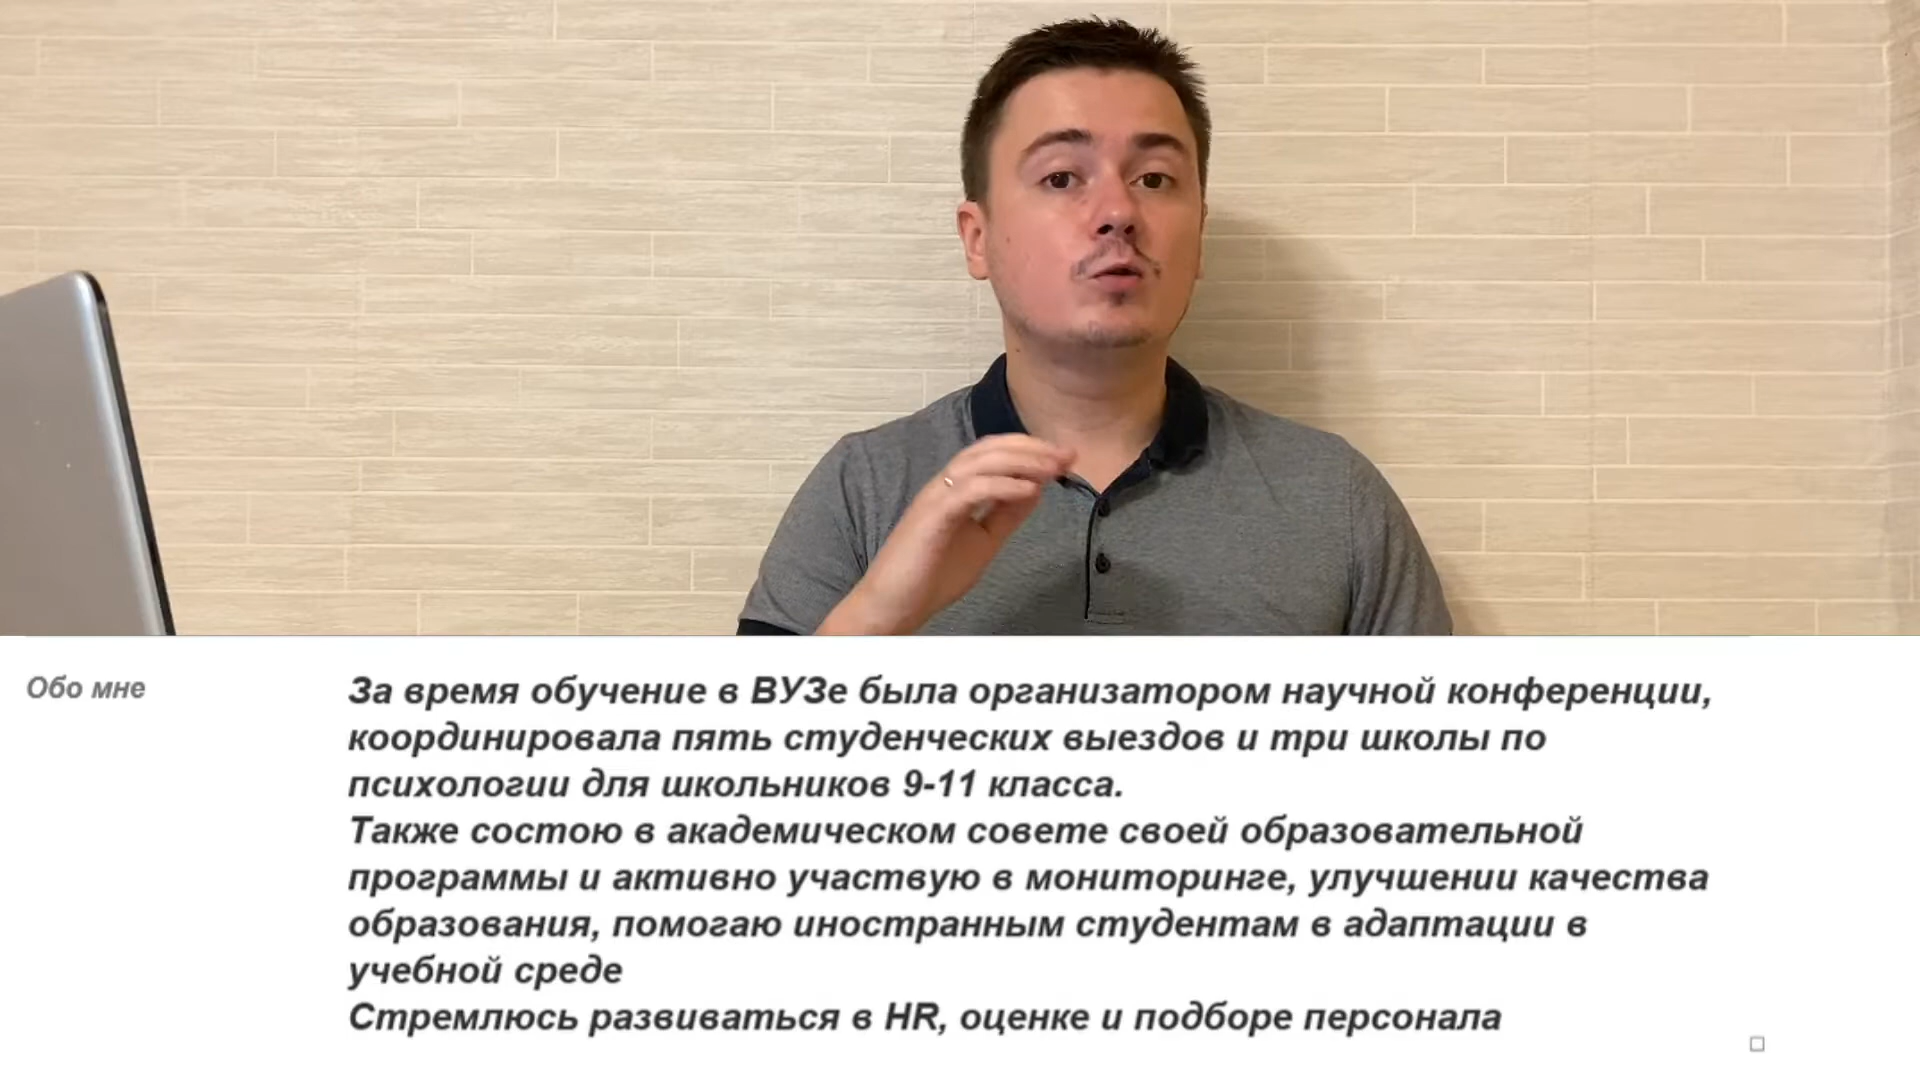 Обо мне
За время обучение в ВУЗе была организатором научной конференции,
координировала пять студенческих выездов и три школы по
психологии для школьников 9-11 класса.
Также состою в академическом совете своей образовательной
программы и активно участвую в мониторинге, улучшении качества
образования, помогаю иностранным студентам в адаптации в
учебной среде
Стремлюсь развиваться в HR, оценке и подборе персонала